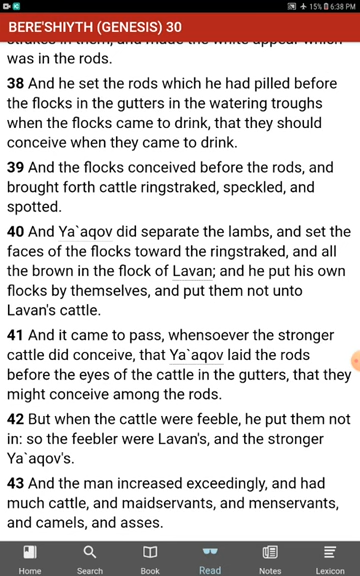 15% 6:38 PM
BERE'SHIYTH (GENESIS) 30
was in the rods.
38 And he set the rods which he had pilled before
the flocks in the gutters in the watering troughs
when the flocks came to drink, that they should
conceive when they came to drink.
39 And the flocks conceived before the rods, and
brought forth cattle ringstraked, speckled, and
spotted.
40 And Ya`aqov did separate the lambs, and set the
faces of the flocks toward the ringstraked, and all
the brown in the flock of Lavan; and he put his own
flocks by themselves, and put them not unto
Lavan's cattle.
41 And it came to pass, whensoever the stronger
cattle did conceive, that Ya`aqov laid the rods
before the eyes of the cattle in the gutters, that they
might conceive among the rods.
42 But when the cattle were feeble, he put them not
in: so the feebler were Lavan's, and the stronger
Ya`aqov's.
43 And the man increased exceedingly, and had
much cattle, and maidservants, and menservants,
and camels, and asses.
Home Search Book Read Notes Lexicon